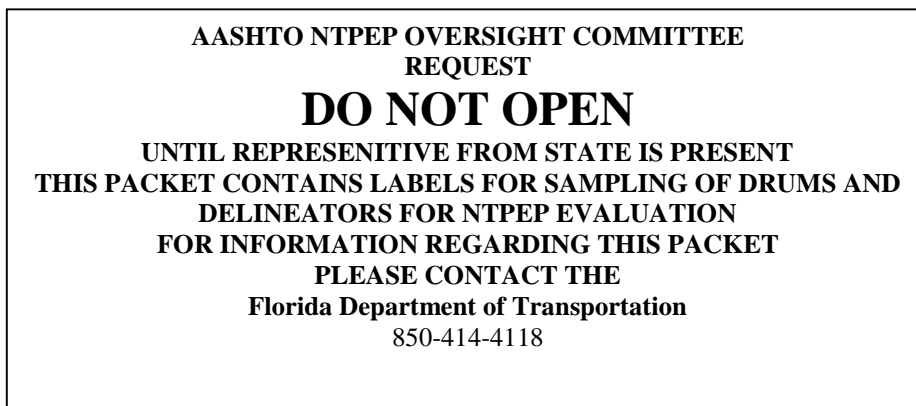 AASHTO NTPEP OVERSIGHT COMMITTEE
REQUEST
DO NOT OPEN
UNTIL REPRESENITIVE FROM STATE IS PRESENT
THIS PACKET CONTAINS LABELS FOR SAMPLING OF DRUMS AND
DELINEATORS FOR NTPEP EVALUATION
FOR INFORMATION REGARDING THIS PACKET
PLEASE CONTACT THE
Florida Department of Transportation
850-414-4118